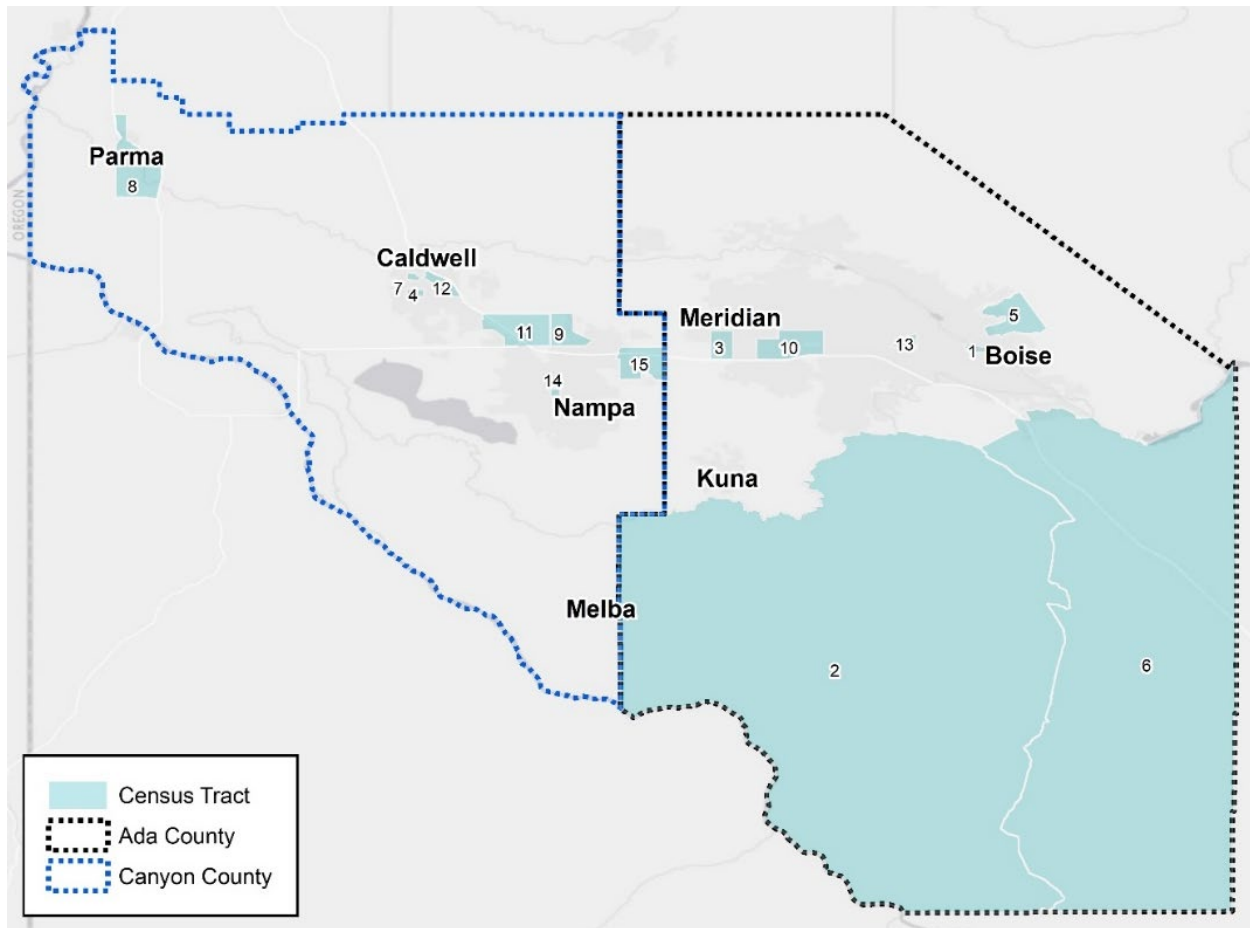 Parma
8
OREGON
Caldwell
7
4
12
Meridian
5
11
9
3
10
13
1
Boise
15
14
Nampa
Kuna
Melba
2
6
Census Tract
Ada County
Canyon County